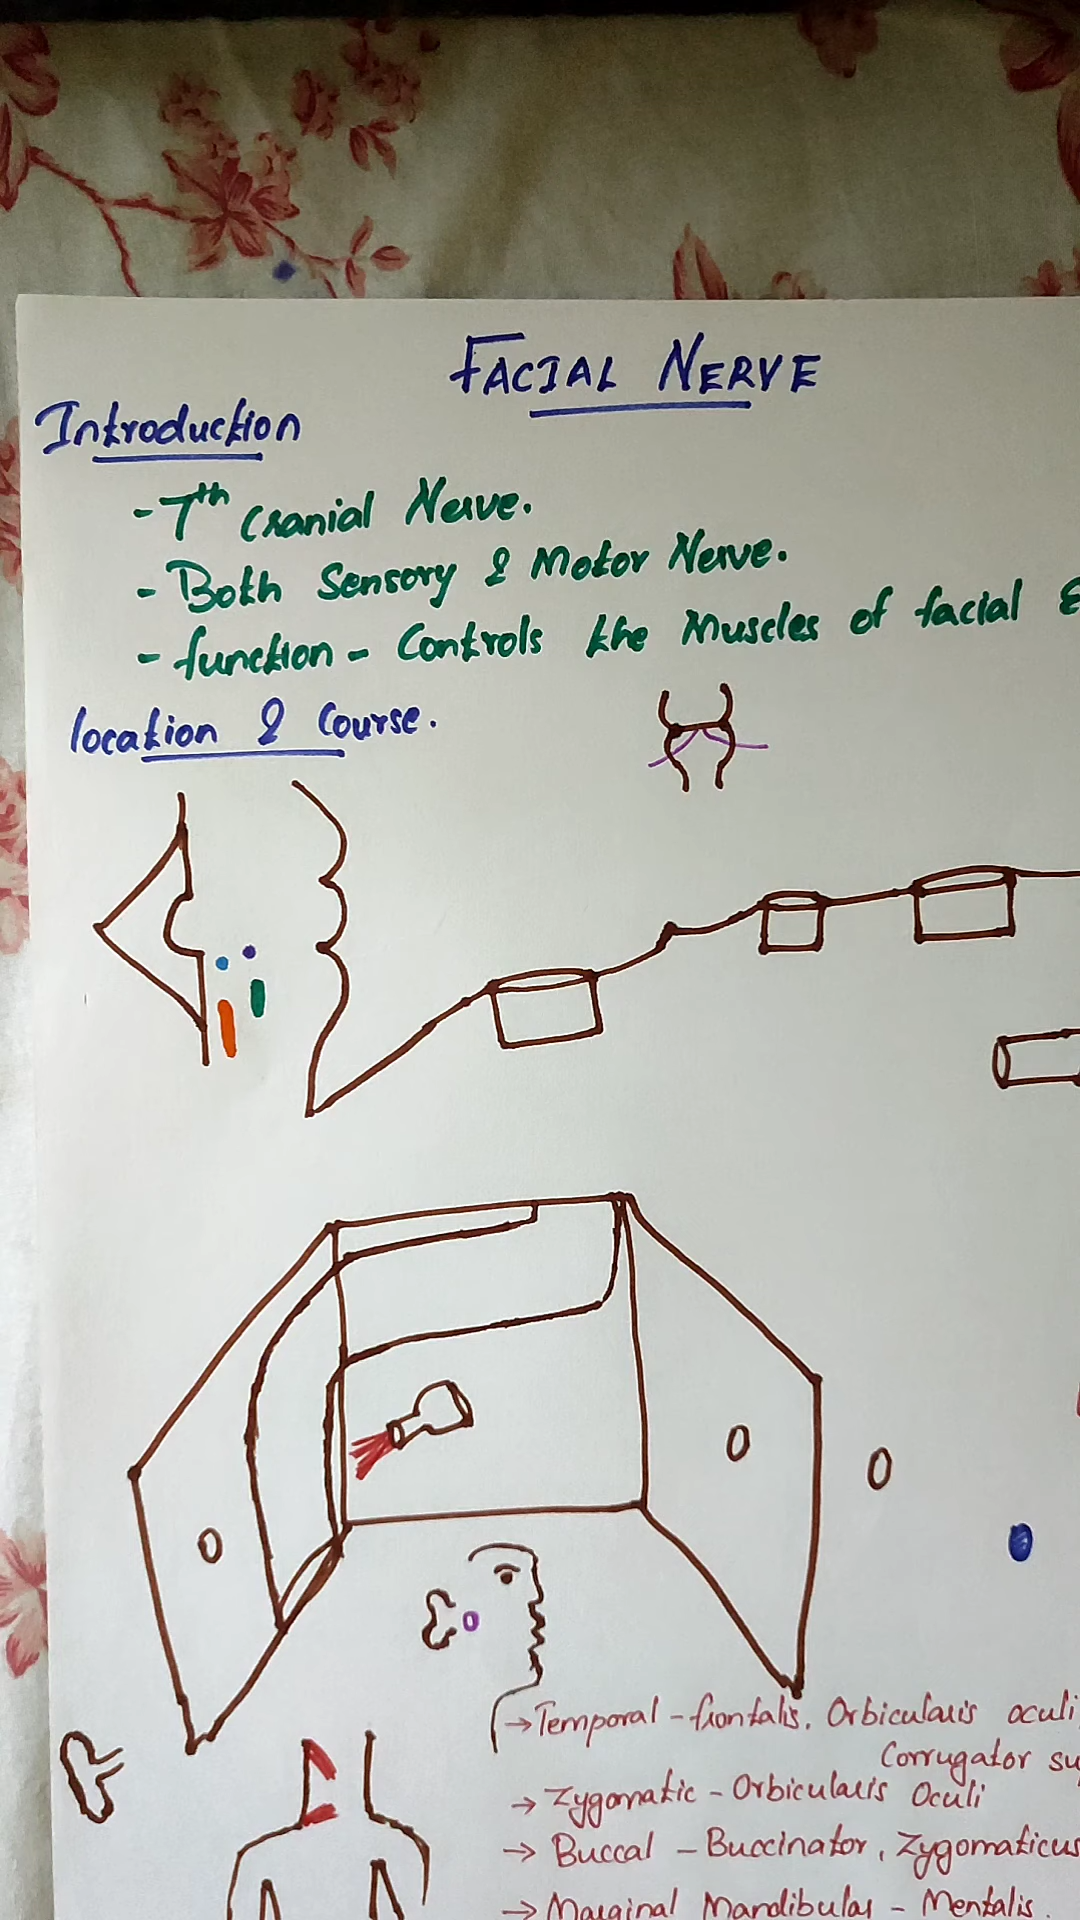 FACIAL NERVE
Introduction
- 7th Cranial Nerve.
- Both Sensory & Motor Nerve.
- function - Controls the Muscles of facial E
location & Course.
→ Temporal - frontalis, Orbicularis oculi
Corrugator su
→ Zygomatic - Orbicularis Oculi
→ Buccal - Buccinator, Zygomaticus
→ Marginal Mandibular - Mentalis.